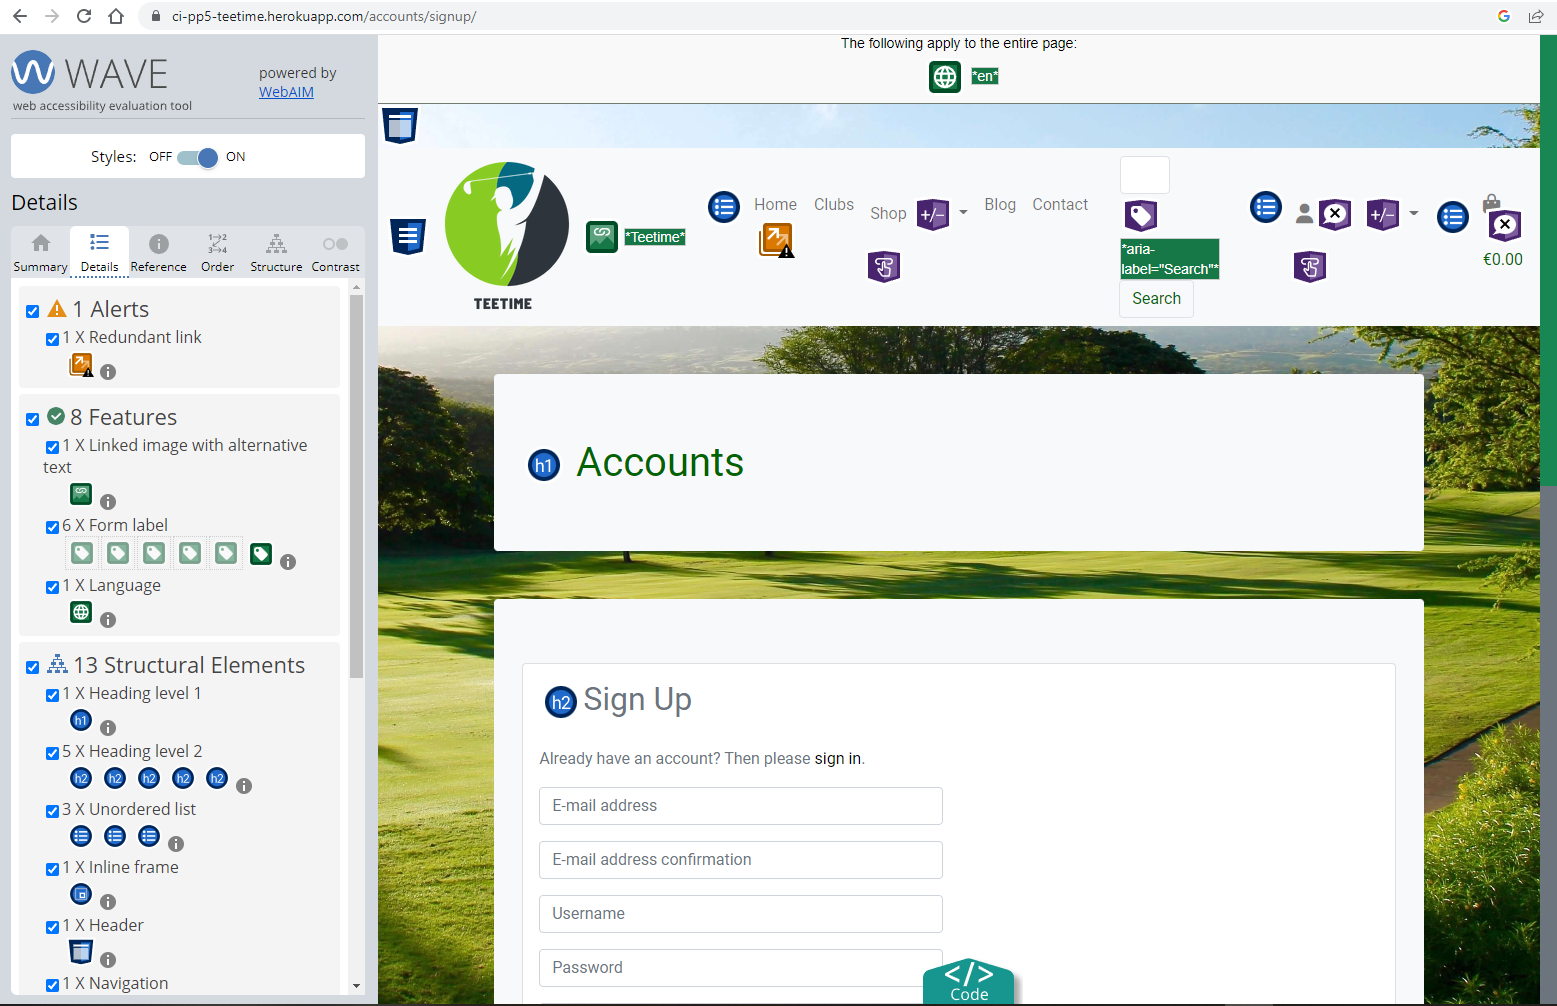 ci-pp5-teetime.herokuapp.com/accounts/signup/
WAVE
web accessibility evaluation tool
powered by
WebAIM
Styles: OFF ON
Details
Summary Details Reference Order Structure Contrast
1 Alerts
1 X Redundant link
8 Features
1 X Linked image with alternative
text
6 X Form label
1 X Language
13 Structural Elements
1 X Heading level 1
h1
5 X Heading level 2
h2 h2 h2 h2 h2
3 X Unordered list
1 X Inline frame
1 X Header
1 X Navigation
The following apply to the entire page:
*en*
TEETIME
*Teetime*
Home Clubs Shop +/- Blog Contact
*aria-
label="Search"*
Search
+/-
€0.00
h1 Accounts
h2 Sign Up
Already have an account? Then please sign in.
E-mail address
E-mail address confirmation
Username
Password
</>
Code